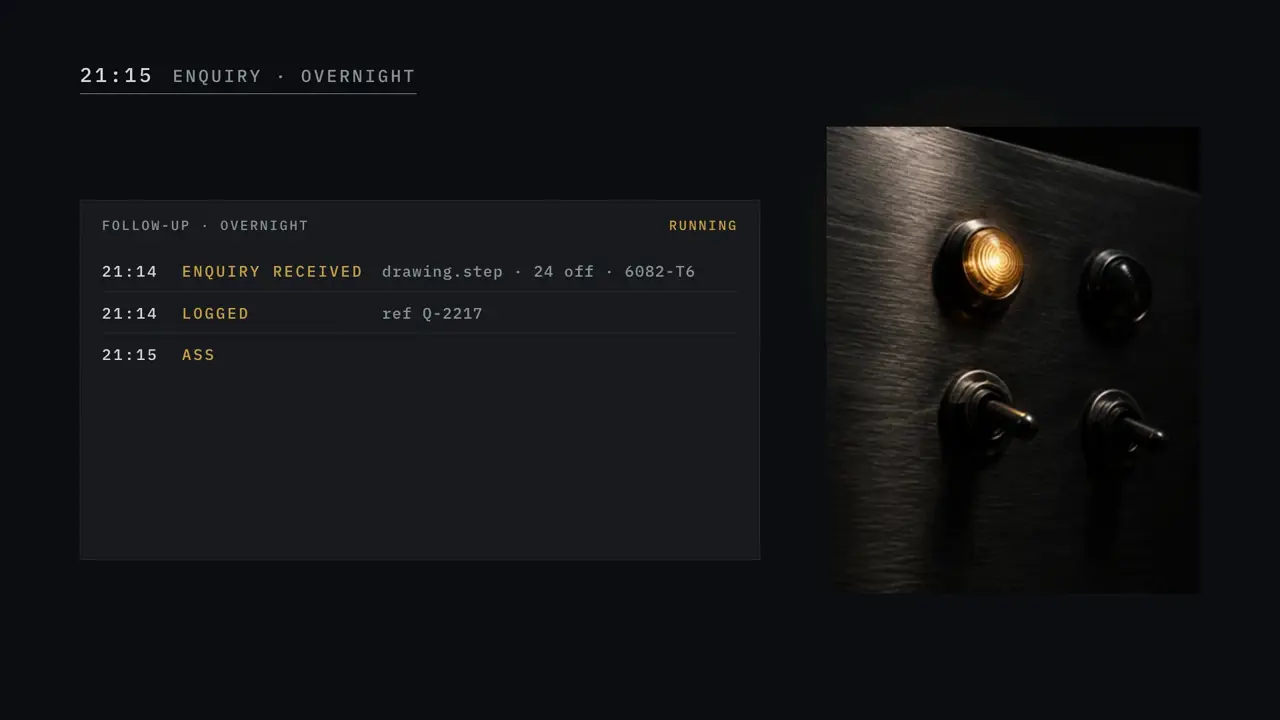 21:15 ENQUIRY · OVERNIGHT
FOLLOW-UP · OVERNIGHT RUNNING
21:14 ENQUIRY RECEIVED drawing.step · 24 off · 6082-T6
21:14 LOGGED ref Q-2217
21:15 ASS